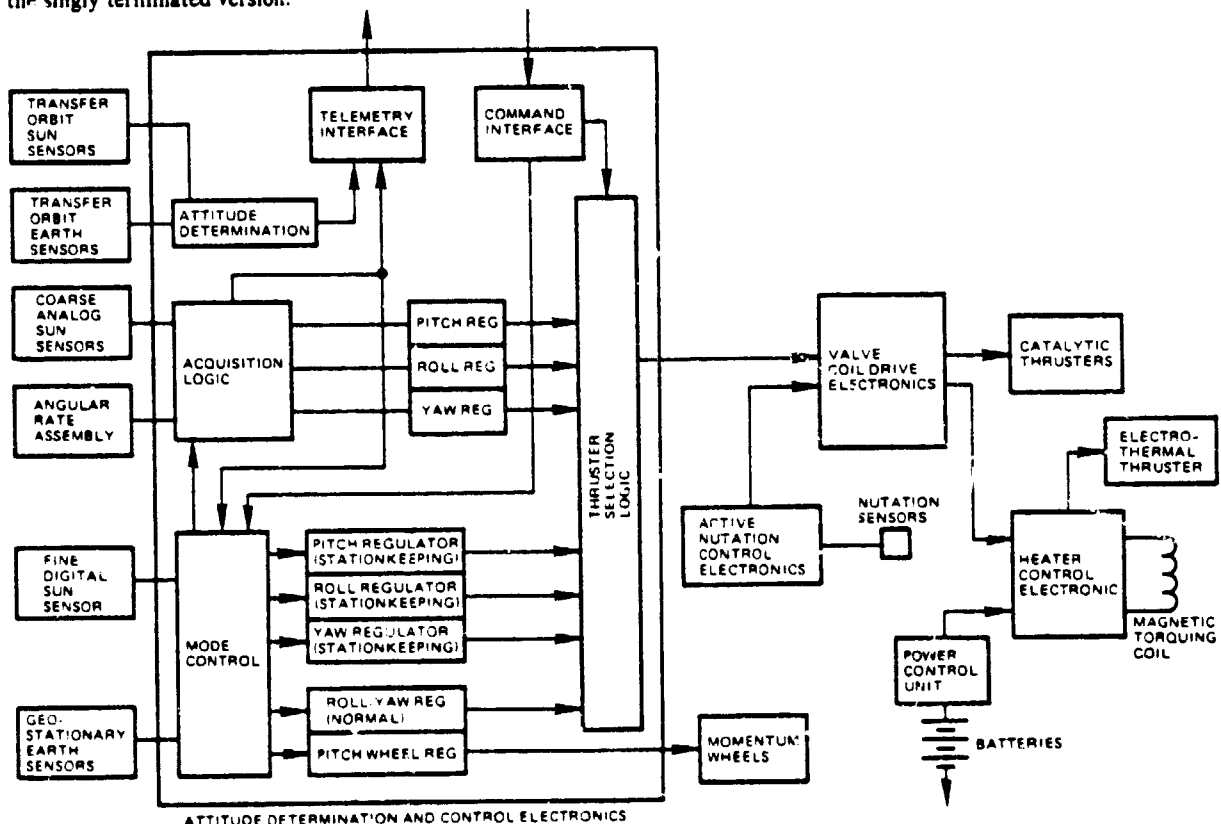 the singly terminated version.
TRANSFER
ORBIT
SUN
SENSORS
TELEMETRY
INTERFACE
COMMAND
INTERFACE
TRANSFER
ORBIT
EARTH
SENSORS
ATTITUDE
DETERMINATION
COARSE
ANALOG
SUN
SENSORS
ACQUISITION
LOGIC
PITCH REG
ROLL REG
YAW REG
ANGULAR
RATE
ASSEMBLY
THRUSTER
SELECTION
LOGIC
VALVE
COIL DRIVE
ELECTRONICS
CATALYTIC
THRUSTERS
ELECTRO-
THERMAL
THRUSTER
ACTIVE
NUTATION
CONTROL
ELECTRONICS
NUTATION
SENSORS
HEATER
CONTROL
ELECTRONIC
MAGNETIC
TORQUING
COIL
POWER
CONTROL
UNIT
BATTERIES
FINE
DIGITAL
SUN
SENSOR
MODE
CONTROL
PITCH REGULATOR
(STATIONKEEPING)
ROLL REGULATOR
(STATIONKEEPING)
YAW REGULATOR
(STATIONKEEPING)
ROLL-YAW REG
(NORMAL)
PITCH WHEEL REG
GEO-
STATIONARY
EARTH
SENSORS
MOMENTUM
WHEELS
ATTITUDE DETERMINATION AND CONTROL ELECTRONICS